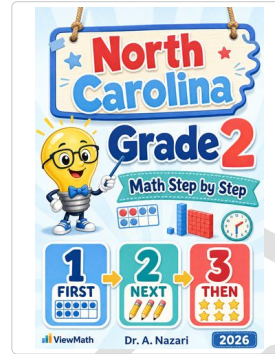 North
Carolina
Grade 2
Math Step by Step
1 2 3
FIRST NEXT THEN
ViewMath Dr. A. Nazari 2026